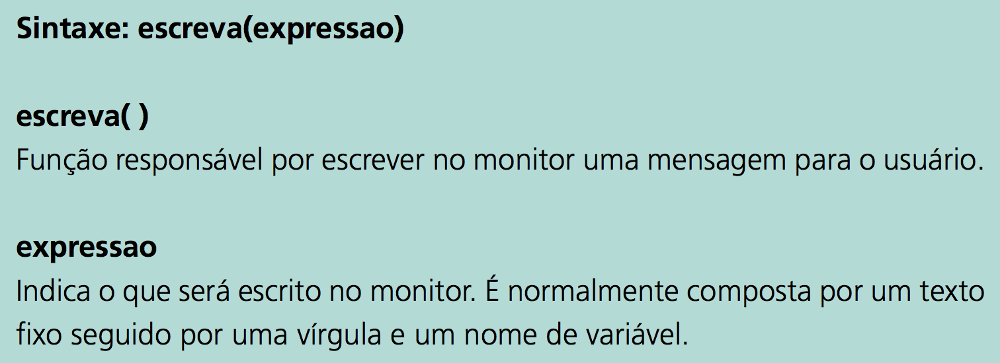 Sintaxe: escreva(expressao)
escreva( )
Função responsável por escrever no monitor uma mensagem para o usuário.
expressao
Indica o que será escrito no monitor. É normalmente composta por um texto
fixo seguido por uma vírgula e um nome de variável.